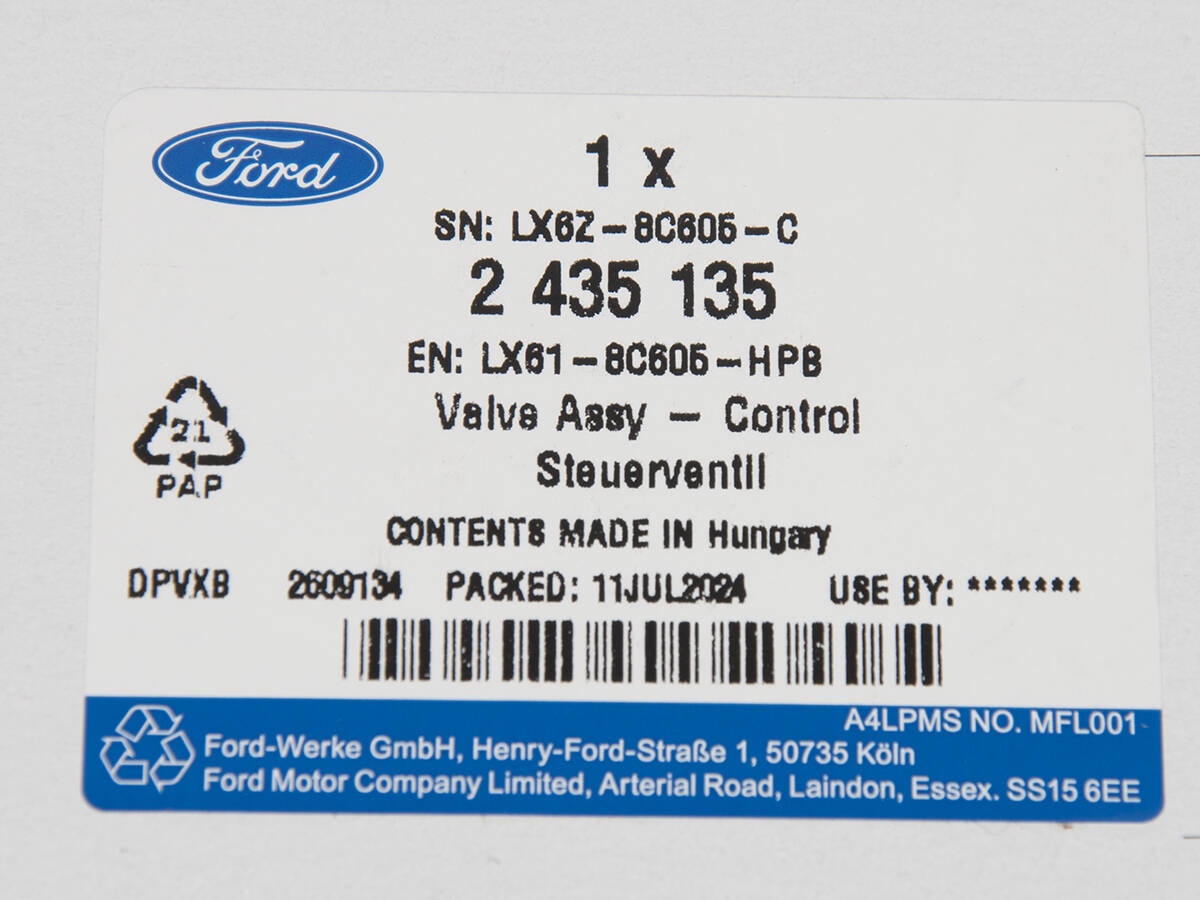 Ford
1 x
SN: LX6Z-8C605-C
2 435 135
EN: LX61-8C605-HPB
Valve Assy - Control
21
PAP
Steuerventil
CONTENTS MADE IN Hungary
DPVXB 2609134 PACKED: 11JUL2024 USE BY: *******
A4LPMS NO. MFL001
Ford-Werke GmbH, Henry-Ford-Straße 1, 50735 Köln
Ford Motor Company Limited, Arterial Road, Laindon, Essex. SS15 6EE